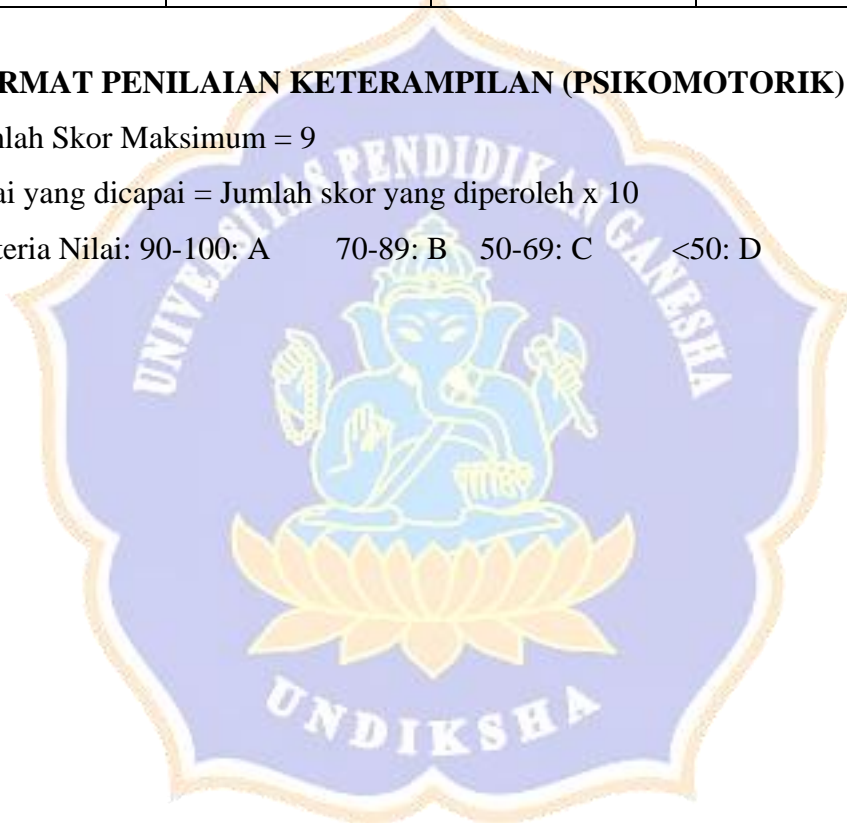 RMAT PENILAIAN KETERAMPILAN (PSIKOMOTORIK)
nlah Skor Maksimum = 9
ai yang dicapai = Jumlah skor yang diperoleh x 10
teria Nilai: 90-100: A 70-89: B 50-69: C <50: D
UNIVERSITAS PENDIDIKAN GANESHA
UNDIKSHA